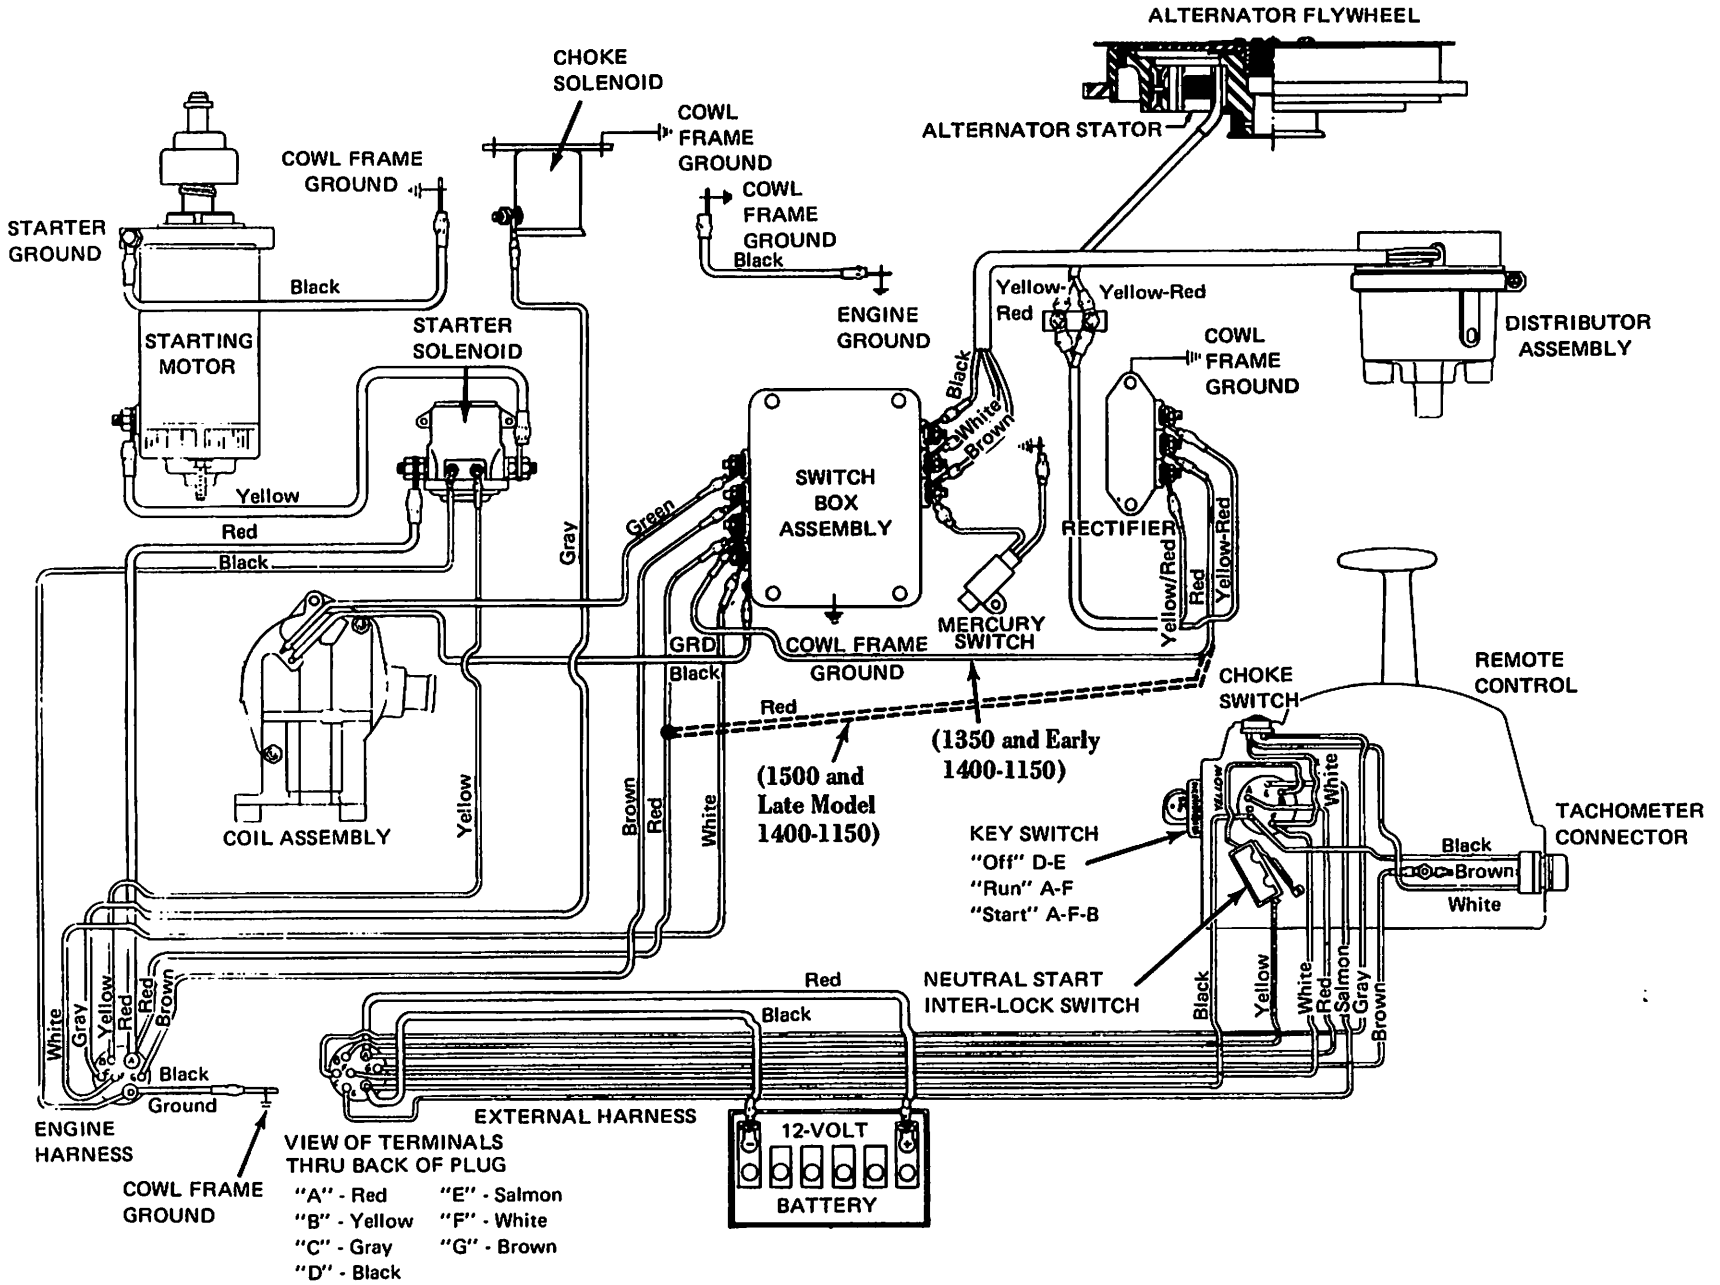 ALTERNATOR FLYWHEEL
CHOKE
SOLENOID
COWL
FRAME
GROUND
ALTERNATOR STATOR
COWL FRAME
GROUND
COWL
FRAME
GROUND
STARTER
GROUND
Black
Black
ENGINE
GROUND
Yellow-
Red
Yellow-Red
DISTRIBUTOR
ASSEMBLY
STARTING
MOTOR
STARTER
SOLENOID
COWL
FRAME
GROUND
Black
White
Brown
SWITCH
BOX
ASSEMBLY
Yellow
Red
Black
Gray
Green
RECTIFIER
Yellow/Red
Red
Yellow-Red
MERCURY
SWITCH
GRD
Black
COWL FRAME
GROUND
Red
CHOKE
SWITCH
REMOTE
CONTROL
(1350 and Early
1400-1150)
(1500 and
Late Model
1400-1150)
COIL ASSEMBLY
Yellow
Brown
Red
White
White
KEY SWITCH
"Off" D-E
"Run" A-F
"Start" A-F-B
TACHOMETER
CONNECTOR
Black
Brown
White
NEUTRAL START
INTER-LOCK SWITCH
Black
Yellow
White
Red
Salmon
Gray
Brown
White
Gray
Yellow
Red
Red
Brown
Red
Black
A
D
Black
Ground
ENGINE
HARNESS
COWL FRAME
GROUND
EXTERNAL HARNESS
VIEW OF TERMINALS
THRU BACK OF PLUG
"A" - Red
"B" - Yellow
"C" - Gray
"D" - Black
"E" - Salmon
"F" - White
"G" - Brown
12-VOLT
- +
BATTERY